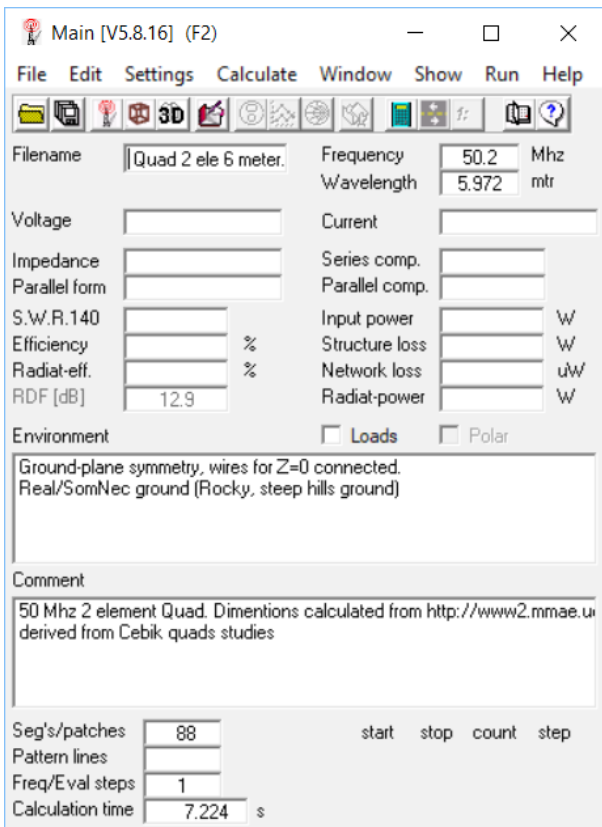 Main [V5.8.16] (F2)
File Edit Settings Calculate Window Show Run Help
3D
Filename Quad 2 ele 6 meter. Frequency 50.2 Mhz
Wavelength 5.972 mtr
Voltage Current
Impedance Series comp.
Parallel form Parallel comp.
S.W.R.140 Input power W
Efficiency % Structure loss W
Radiat-eff. % Network loss uW
RDF [dB] 12.9 Radiat-power W
Environment Loads Polar
Ground-plane symmetry, wires for Z=0 connected.
Real/SomNec ground (Rocky, steep hills ground)
Comment
50 Mhz 2 element Quad. Dimentions calculated from http://www2.mmae.u
derived from Cebik quads studies
Seg's/patches 88 start stop count step
Pattern lines
Freq/Eval steps 1
Calculation time 7.224 s